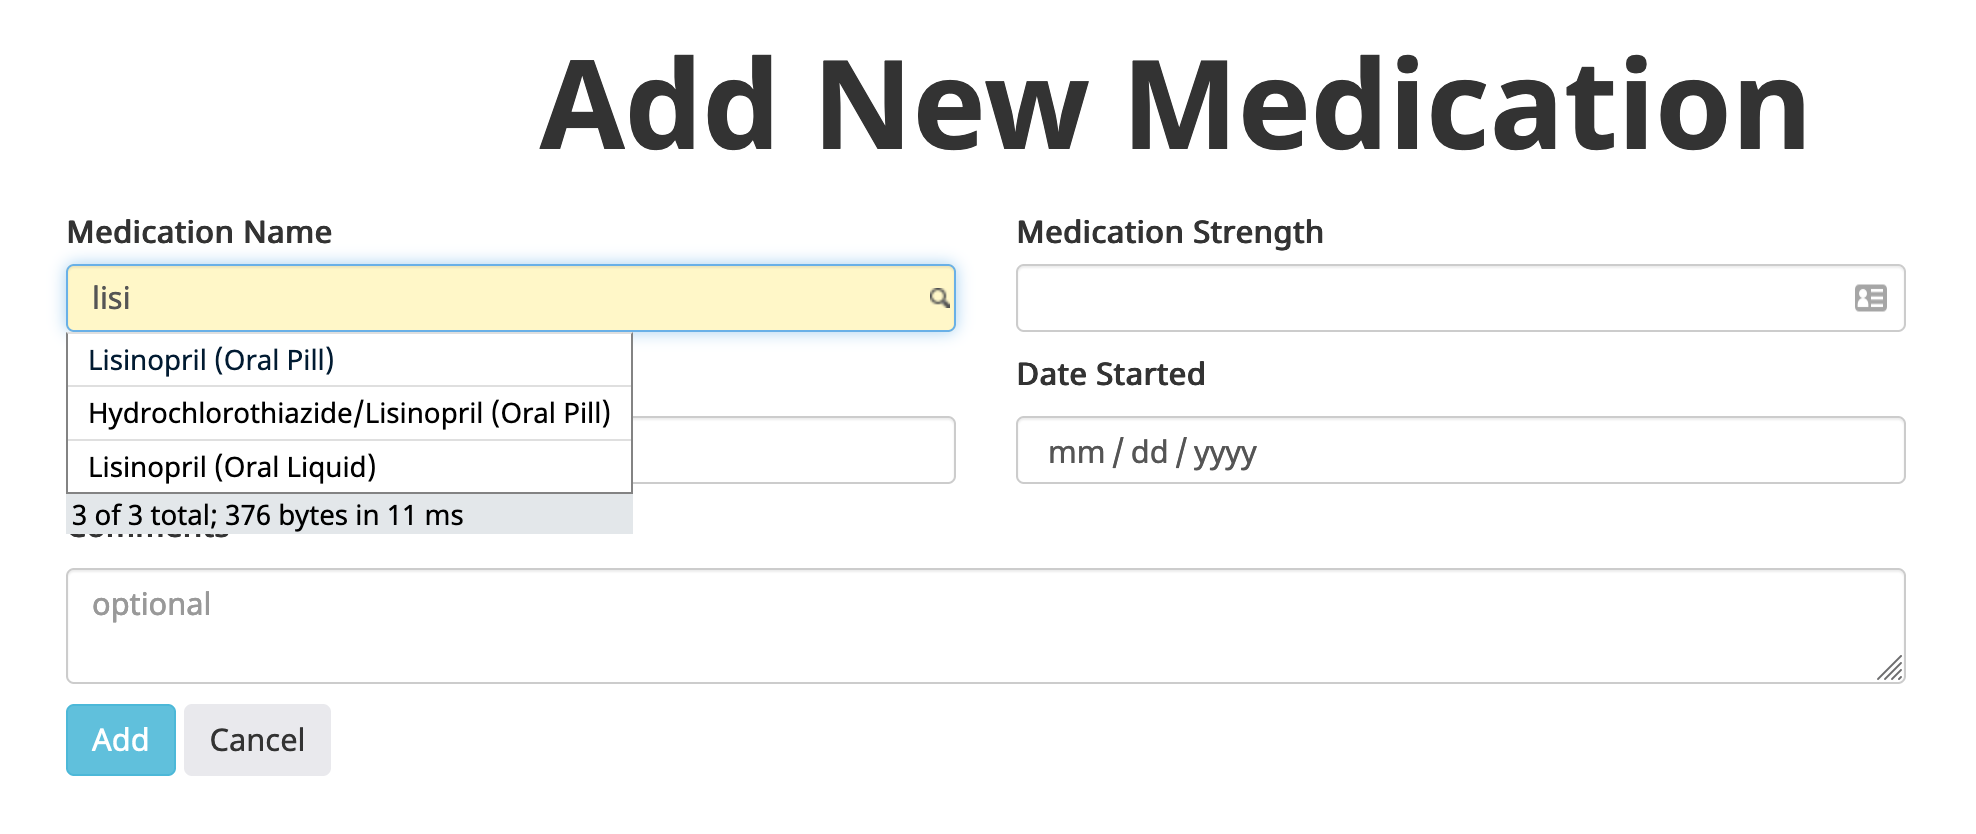 Add New Medication
Medication Name
Medication Strength
lisi
Lisinopril (Oral Pill)
Hydrochlorothiazide/Lisinopril (Oral Pill)
Lisinopril (Oral Liquid)
3 of 3 total; 376 bytes in 11 ms
Date Started
mm / dd / yyyy
Comments
optional
Add
Cancel